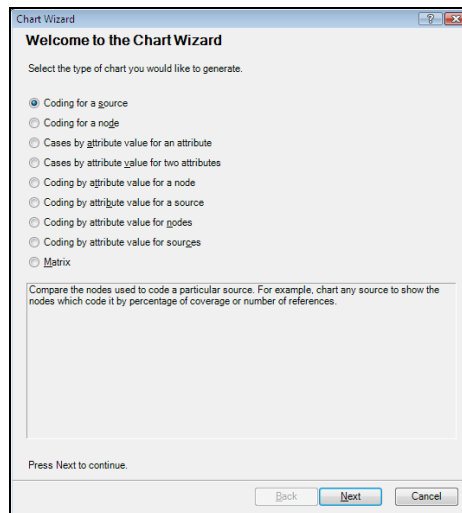 Chart Wizard
Welcome to the Chart Wizard
Select the type of chart you would like to generate.
Coding for a source
Coding for a node
Cases by attribute value for an attribute
Cases by attribute value for two attributes
Coding by attribute value for a node
Coding by attribute value for a source
Coding by attribute value for nodes
Coding by attribute value for sources
Matrix
Compare the nodes used to code a particular source. For example, chart any source to show the
nodes which code it by percentage of coverage or number of references.
Press Next to continue.
Back Next Cancel